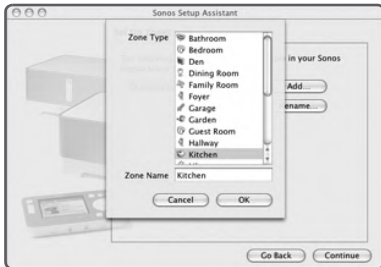 Sonos Setup Assistant
Zone Type
Bathroom
Bedroom
Den
Dining Room
Family Room
Foyer
Garage
Garden
Guest Room
Hallway
Kitchen
in your Sonos
Add...
ename...
Zone Name Kitchen
Cancel OK
Go Back Continue